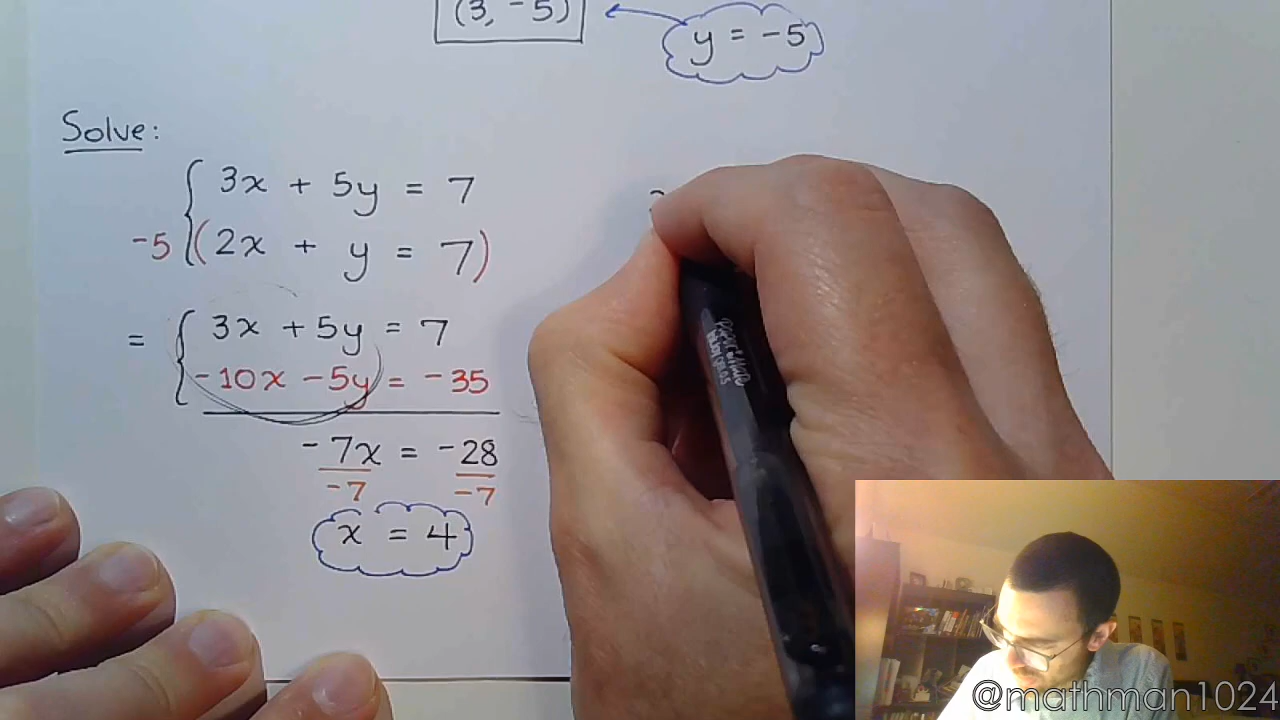 (3, -5)
y = -5
Solve:
3x + 5y = 7
-5 (2x + y = 7)
= 3x + 5y = 7
-10x - 5y = -35
-7x = -28
-7 -7
x = 4
@mathman1024